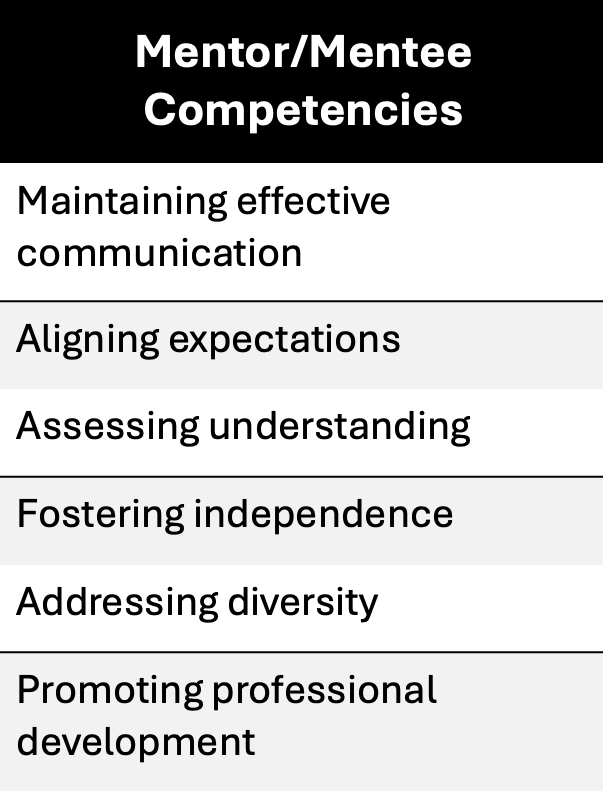 Mentor/Mentee
Competencies
Maintaining effective
communication
Aligning expectations
Assessing understanding
Fostering independence
Addressing diversity
Promoting professional
development